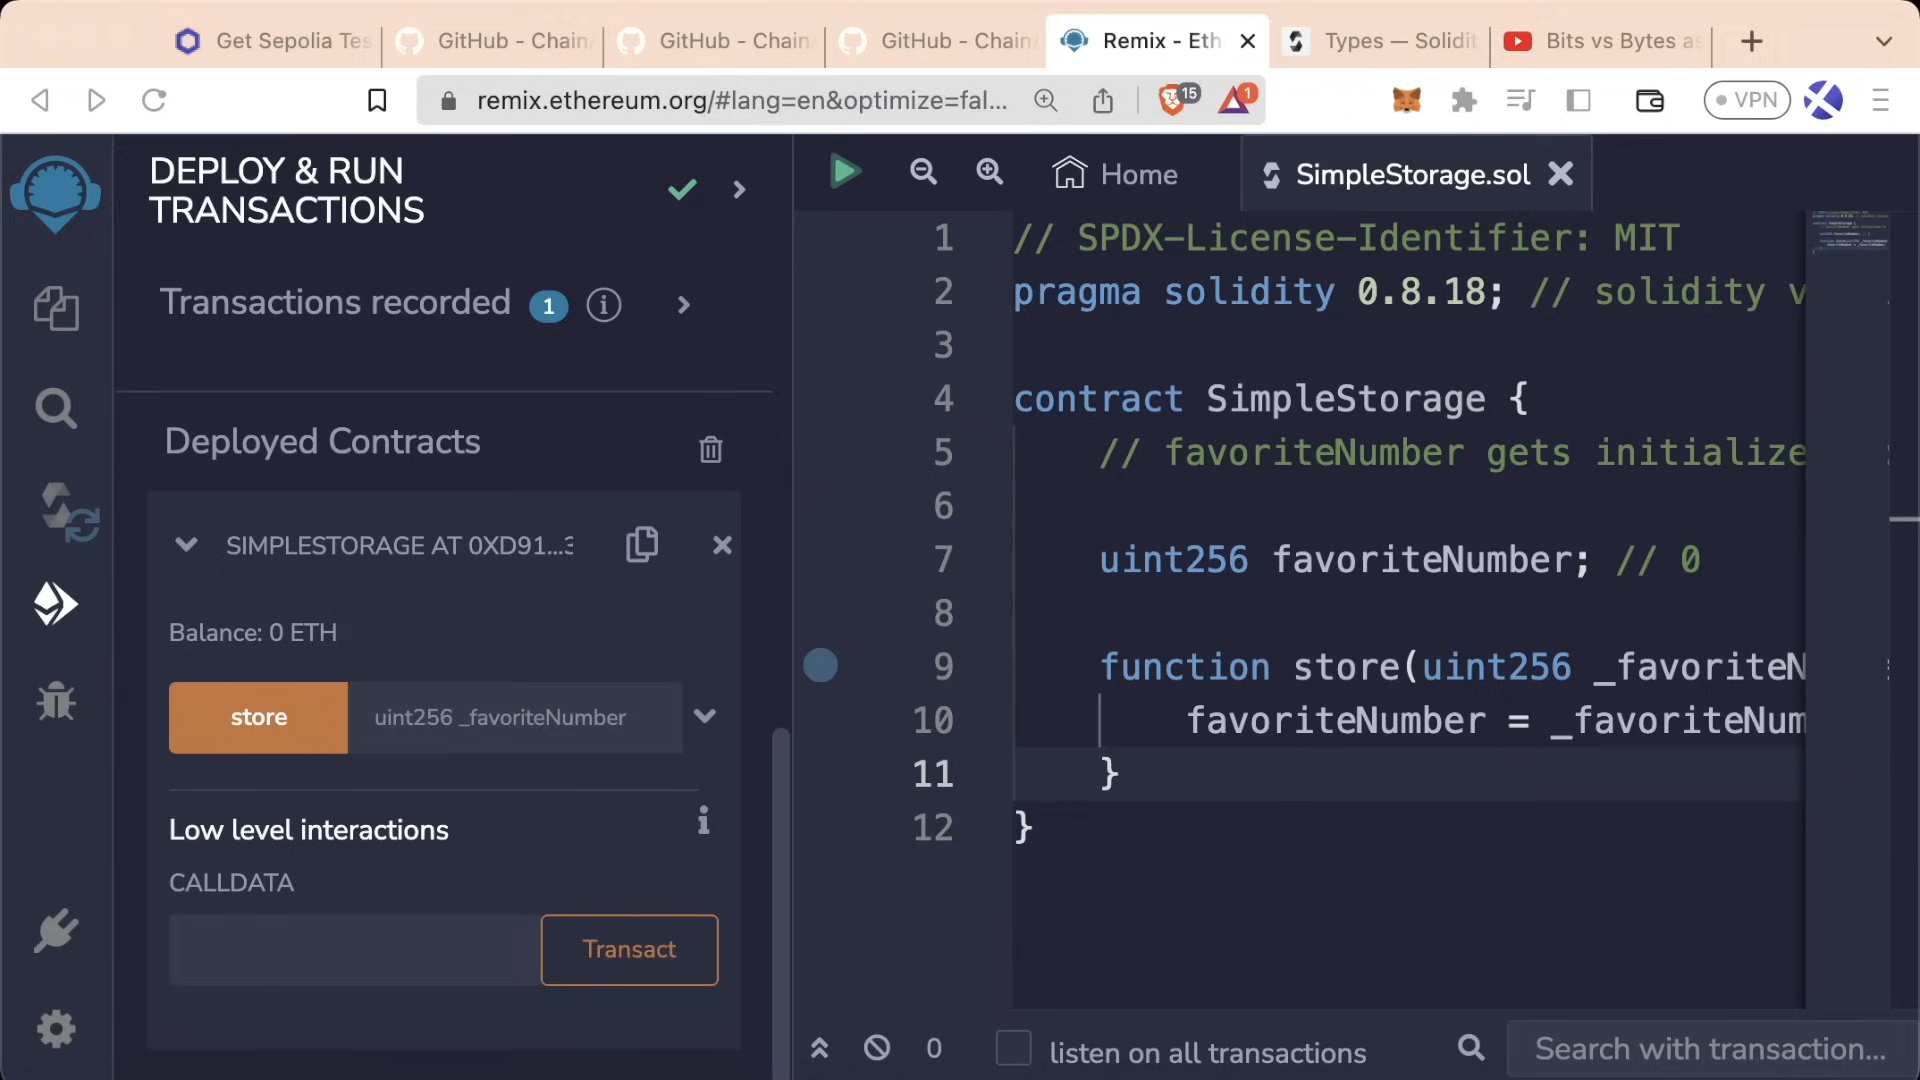 Get Sepolia Tes
GitHub - Chain
GitHub - Chain
GitHub - Chain
Remix - Eth
Types — Solidit
Bits vs Bytes as
remix.ethereum.org/#lang=en&optimize=fal...
15
1
VPN
DEPLOY & RUN
TRANSACTIONS
Transactions recorded 1
Deployed Contracts
SIMPLESTORAGE AT 0XD91...3
Balance: 0 ETH
store
uint256 _favoriteNumber
Low level interactions
CALLDATA
Transact
Home
SimpleStorage.sol
1 // SPDX-License-Identifier: MIT
2 pragma solidity 0.8.18; // solidity v
3
4 contract SimpleStorage {
5 // favoriteNumber gets initialize
6
7 uint256 favoriteNumber; // 0
8
9 function store(uint256 _favoriteN
10 favoriteNumber = _favoriteNum
11 }
12 }
0
listen on all transactions
Search with transaction...